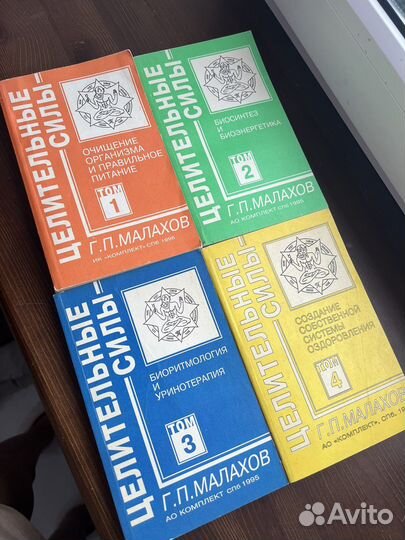 ЦЕЛИТЕЛЬНЫЕ
СИЛЫ
ОЧИЩЕНИЕ
ОРГАНИЗМА
И ПРАВИЛЬНОЕ
ПИТАНИЕ
ТОМ
1
Г.П.МАЛАХОВ
ИК «КОМПЛЕКТ» СПб 1996
ЦЕЛИТЕЛЬНЫЕ
СИЛЫ
БИОСИНТЕЗ
И
БИОЭНЕРГЕТИКА
ТОМ
2
Г.П.МАЛАХОВ
АО КОМПЛЕКТ СПб 1995
ЦЕЛИТЕЛЬНЫЕ
СИЛЫ
БИОРИТМОЛОГИЯ
И
УРИНОТЕРАПИЯ
ТОМ
3
Г.П.МАЛАХОВ
АО КОМПЛЕКТ СПб 1995
ЦЕЛИТЕЛЬНЫЕ
СИЛЫ
СОЗДАНИЕ
СОБСТВЕННОЙ
СИСТЕМЫ
ОЗДОРОВЛЕНИЯ
ТОМ
4
Г.П.МАЛАХОВ
АО «КОМПЛЕКТ», СПб,
Avito